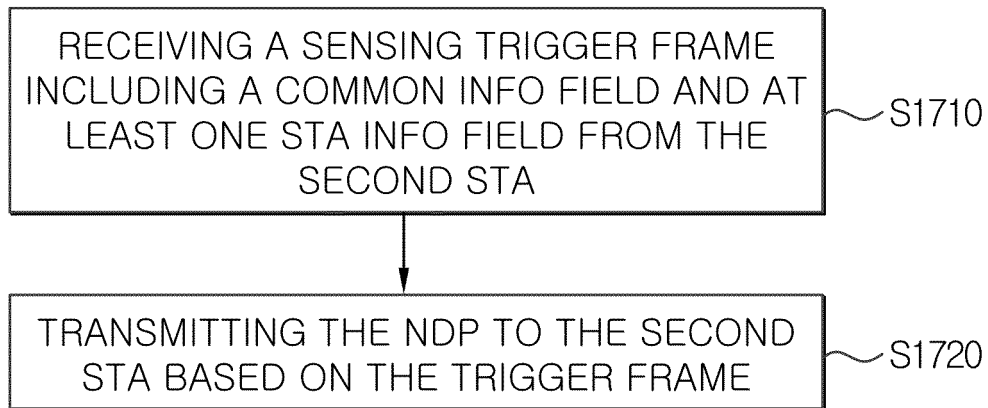 RECEIVING A SENSING TRIGGER FRAME
INCLUDING A COMMON INFO FIELD AND AT
LEAST ONE STA INFO FIELD FROM THE
SECOND STA
S1710
TRANSMITTING THE NDP TO THE SECOND
STA BASED ON THE TRIGGER FRAME
S1720